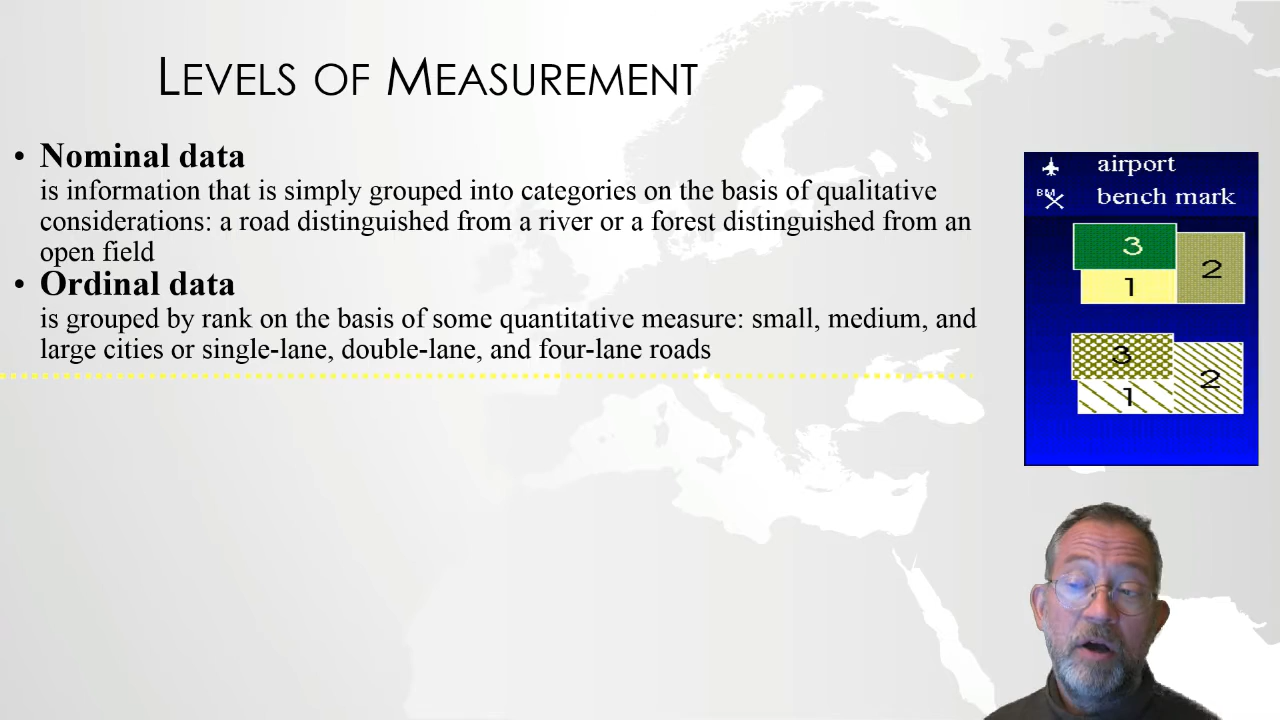 LEVELS OF MEASUREMENT
• Nominal data
is information that is simply grouped into categories on the basis of qualitative
considerations: a road distinguished from a river or a forest distinguished from an
open field
• Ordinal data
is grouped by rank on the basis of some quantitative measure: small, medium, and
large cities or single-lane, double-lane, and four-lane roads
airport
BM
bench mark
3
2
1
3
2
1